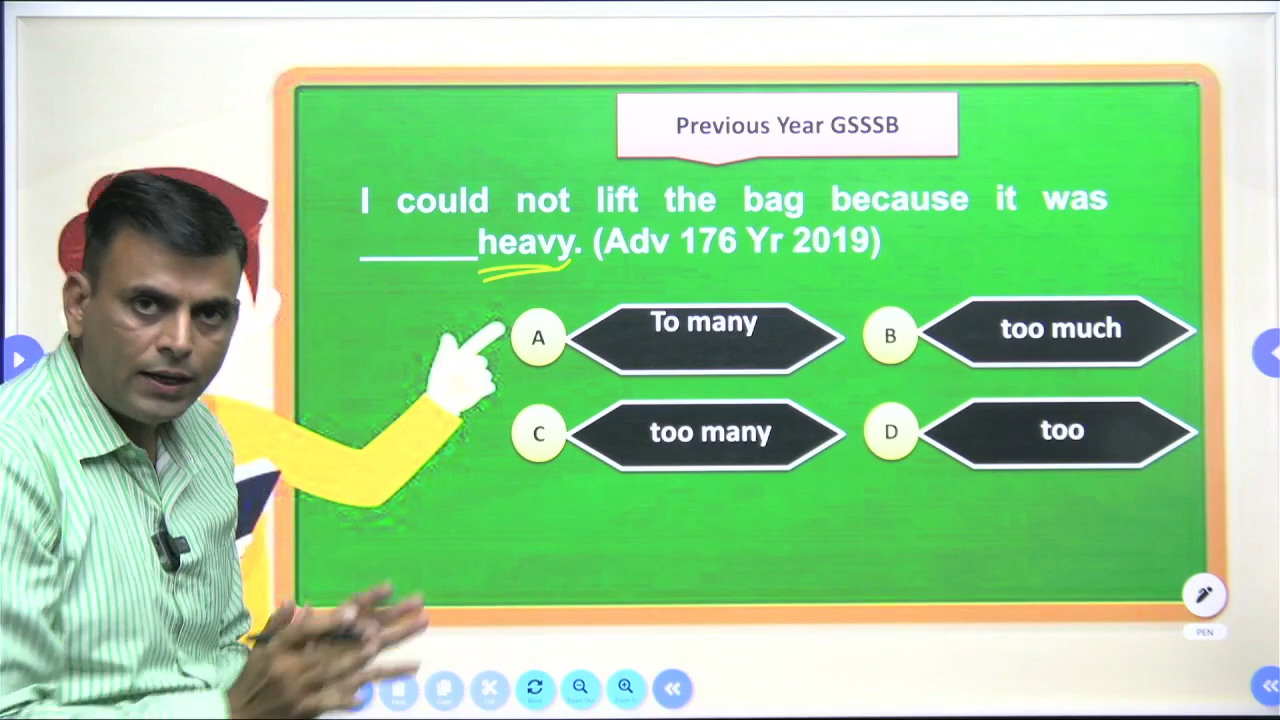 Previous Year GSSSB
I could not lift the bag because it was
______heavy. (Adv 176 Yr 2019)
A
To many
B
too much
C
too many
D
too
PEN